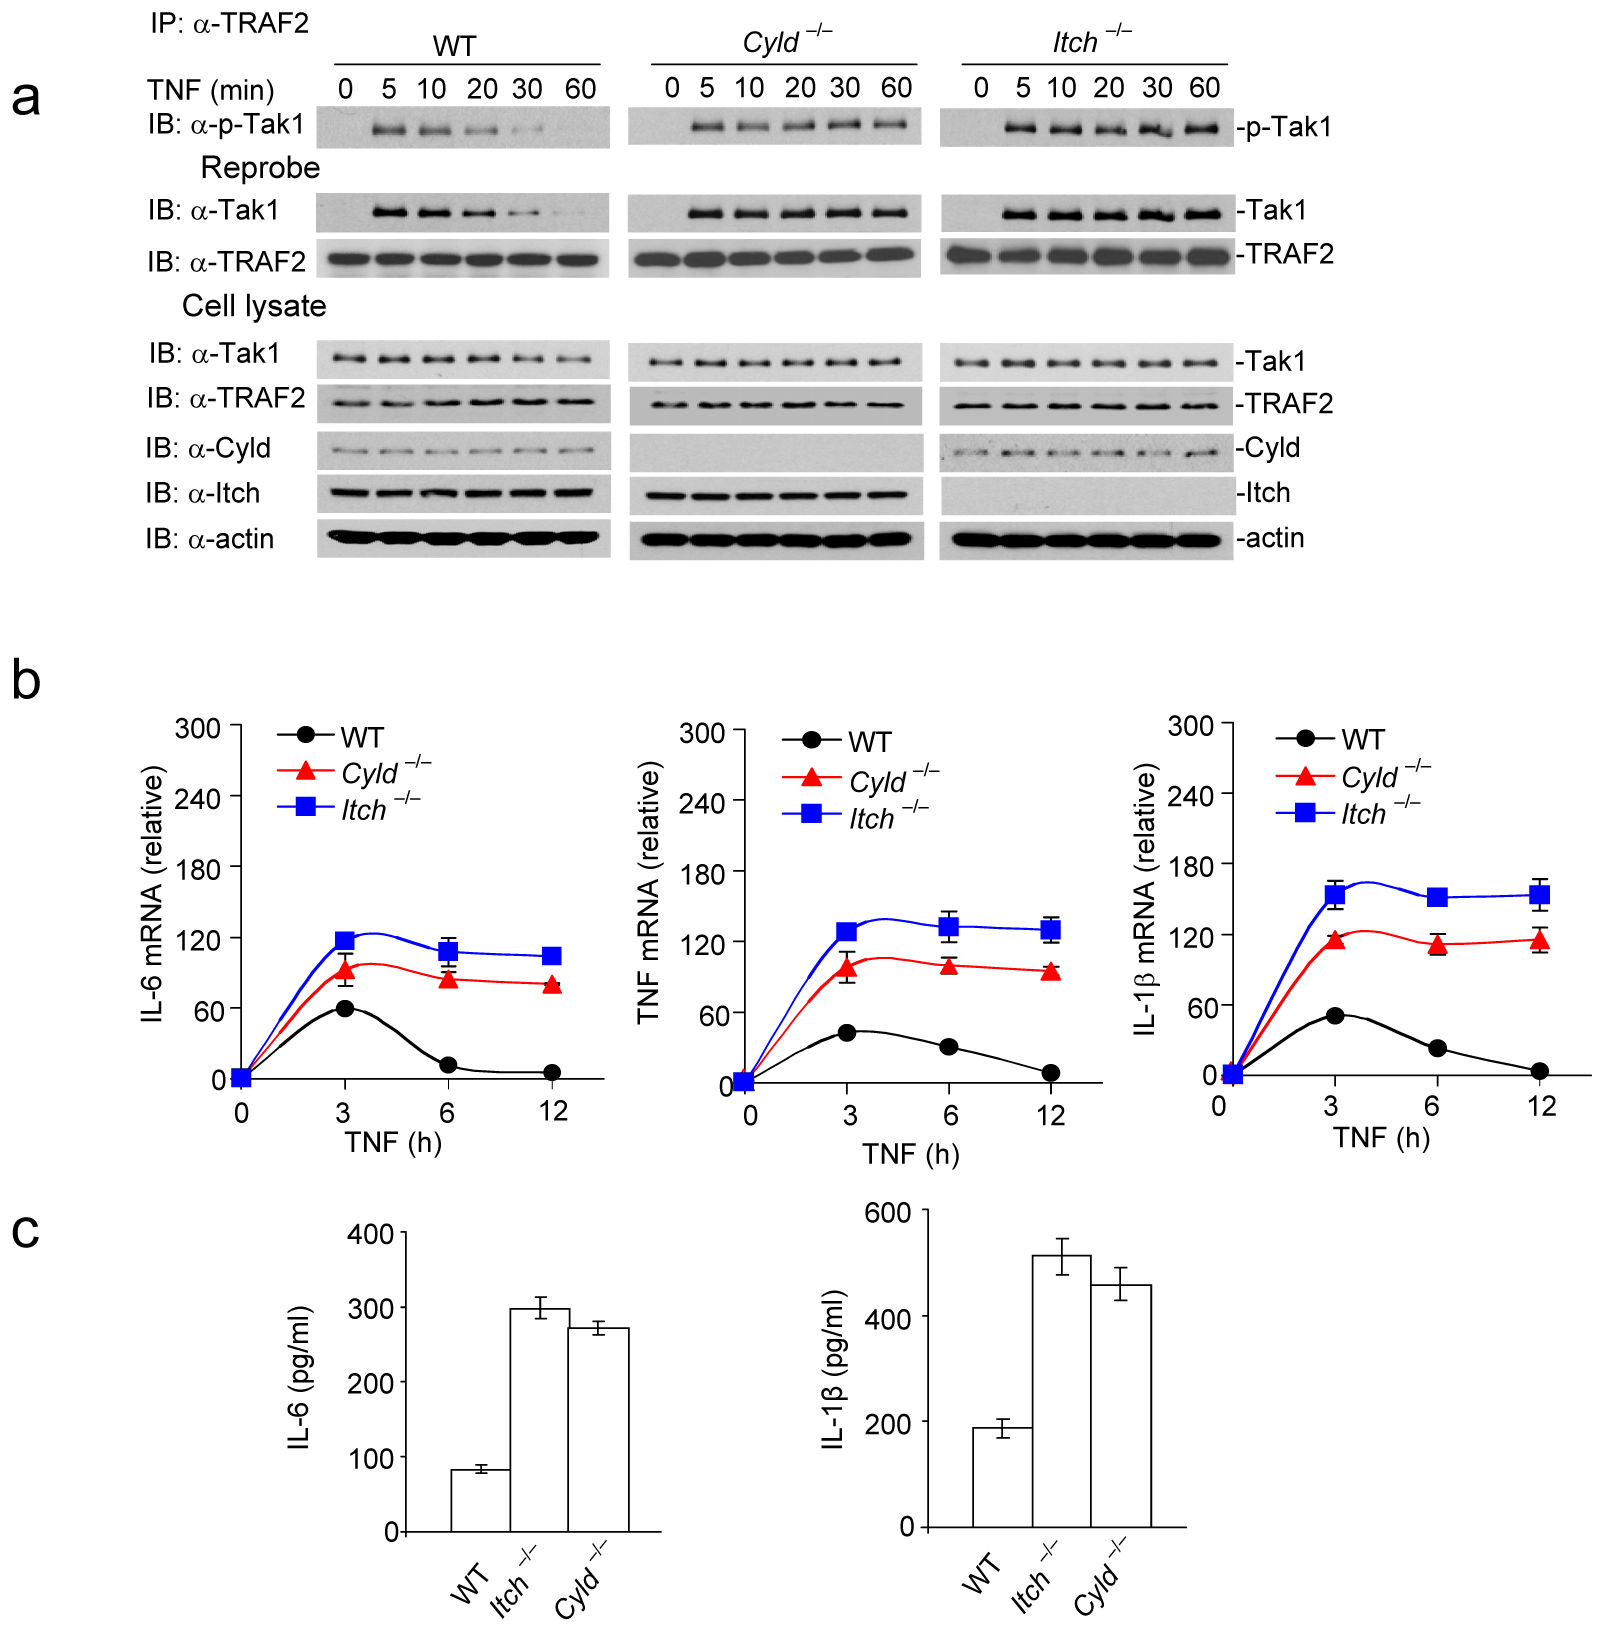 IP: α-TRAF2
WT
Cyld –/–
Itch –/–
a
TNF (min)
0 5 10 20 30 60
0 5 10 20 30 60
0 5 10 20 30 60
IB: α-p-Tak1
-p-Tak1
Reprobe
IB: α-Tak1
-Tak1
IB: α-TRAF2
-TRAF2
Cell lysate
IB: α-Tak1
-Tak1
IB: α-TRAF2
-TRAF2
IB: α-Cyld
-Cyld
IB: α-Itch
-Itch
IB: α-actin
-actin
b
IL-6 mRNA (relative)
300
240
180
120
60
0
WT
Cyld –/–
Itch –/–
0 3 6 12
TNF (h)
TNF mRNA (relative)
300
240
180
120
60
0
WT
Cyld –/–
Itch –/–
0 3 6 12
TNF (h)
IL-1β mRNA (relative)
300
240
180
120
60
0
WT
Cyld –/–
Itch –/–
0 3 6 12
TNF (h)
c
IL-6 (pg/ml)
400
300
200
100
0
WT
Itch –/–
Cyld –/–
IL-1β (pg/ml)
600
400
200
0
WT
Itch –/–
Cyld –/–